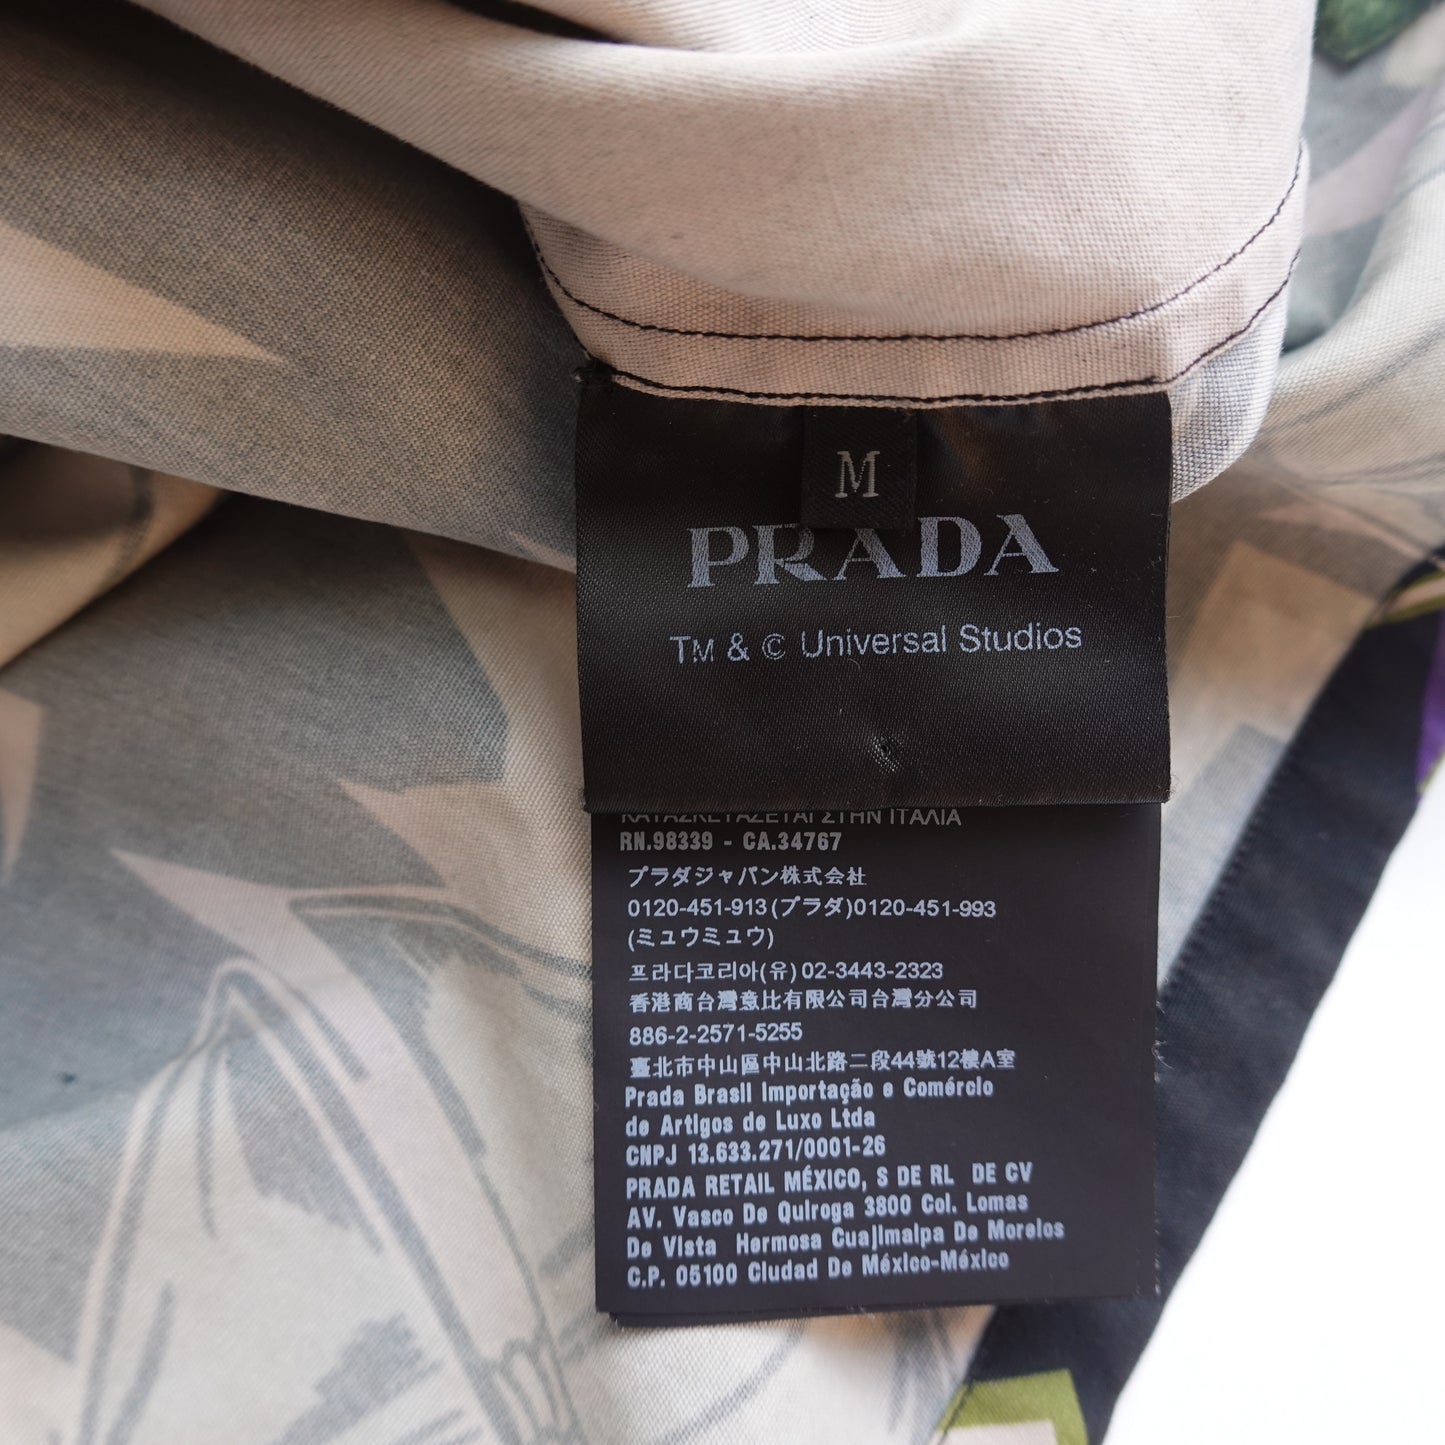 M
PRADA
TM & © Universal Studios
ΚΑΤΑΣΚΕΥΑΖΕΤΑΙ ΣΤΗΝ ΙΤΑΛΙΑ
RN.98339 - CA.34767
プラダジャパン株式会社
0120-451-913(プラダ)0120-451-993
(ミュウミュウ)
프라다코리아(유) 02-3443-2323
香港商台灣意比有限公司台灣分公司
886-2-2571-5255
臺北市中山區中山北路二段44號12樓A室
Prada Brasil Importação e Comércio
de Artigos de Luxo Ltda
CNPJ 13.633.271/0001-26
PRADA RETAIL MÉXICO, S DE RL DE CV
AV. Vasco De Quiroga 3800 Col. Lomas
De Vista Hermosa Cuajimalpa De Morelos
C.P. 05100 Ciudad De México-México